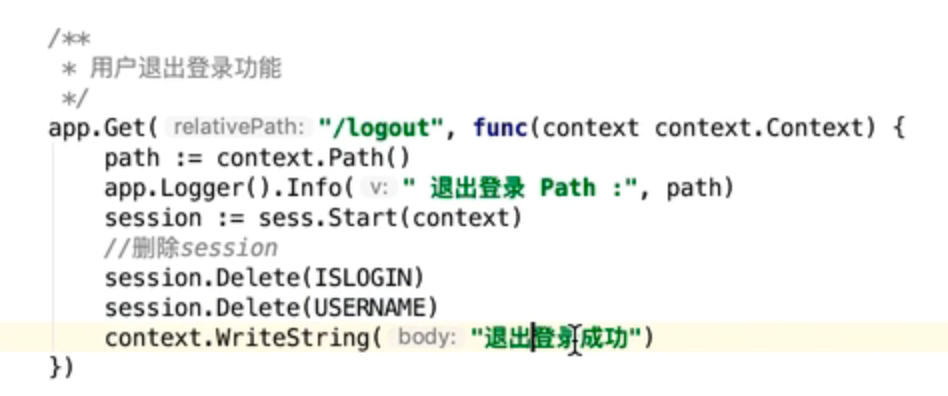 /**
 * 用户退出登录功能
 */
app.Get( relativePath: "/logout", func(context context.Context) {
    path := context.Path()
    app.Logger().Info( v: " 退出登录 Path :", path)
    session := sess.Start(context)
    //删除session
    session.Delete(ISLOGIN)
    session.Delete(USERNAME)
    context.WriteString( body: "退出登录成功")
})